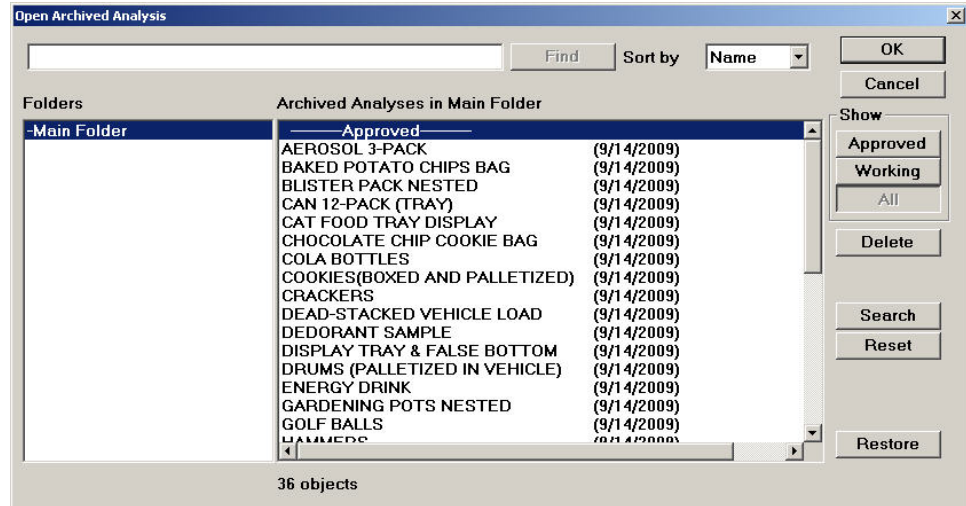 Open Archived Analysis
Find
Sort by
Name
OK
Cancel
Folders
Archived Analyses in Main Folder
Show
-Main Folder
Approved
AEROSOL 3-PACK (9/14/2009)
BAKED POTATO CHIPS BAG (9/14/2009)
BLISTER PACK NESTED (9/14/2009)
CAN 12-PACK (TRAY) (9/14/2009)
CAT FOOD TRAY DISPLAY (9/14/2009)
CHOCOLATE CHIP COOKIE BAG (9/14/2009)
COLA BOTTLES (9/14/2009)
COOKIES(BOXED AND PALLETIZED) (9/14/2009)
CRACKERS (9/14/2009)
DEAD-STACKED VEHICLE LOAD (9/14/2009)
DEDORANT SAMPLE (9/14/2009)
DISPLAY TRAY & FALSE BOTTOM (9/14/2009)
DRUMS (PALLETIZED IN VEHICLE) (9/14/2009)
ENERGY DRINK (9/14/2009)
GARDENING POTS NESTED (9/14/2009)
GOLF BALLS (9/14/2009)
HAMMERS (9/14/2009)
Approved
Working
All
Delete
Search
Reset
Restore
36 objects